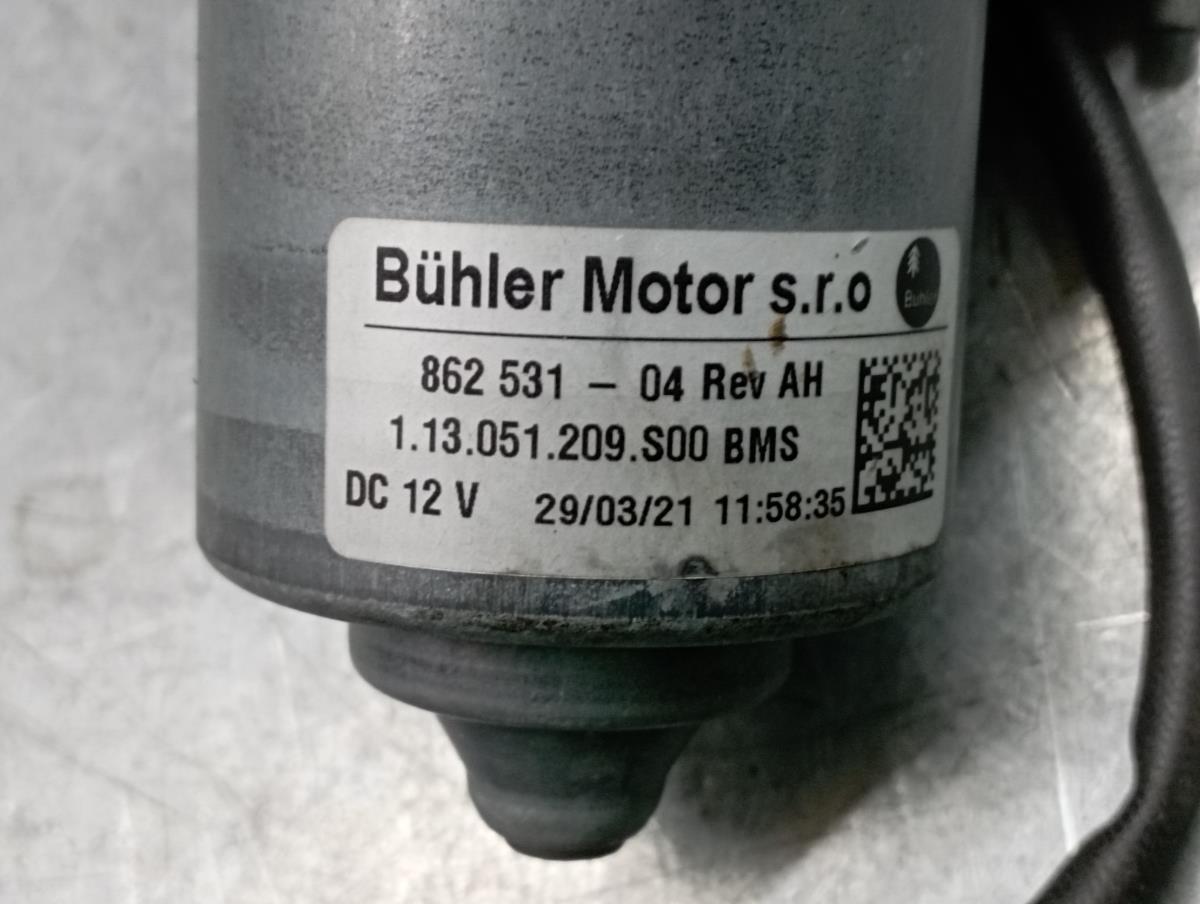 Bühler Motor s.r.o
Buhler
862 531 – 04 Rev AH
1.13.051.209.S00 BMS
DC 12 V 29/03/21 11:58:35